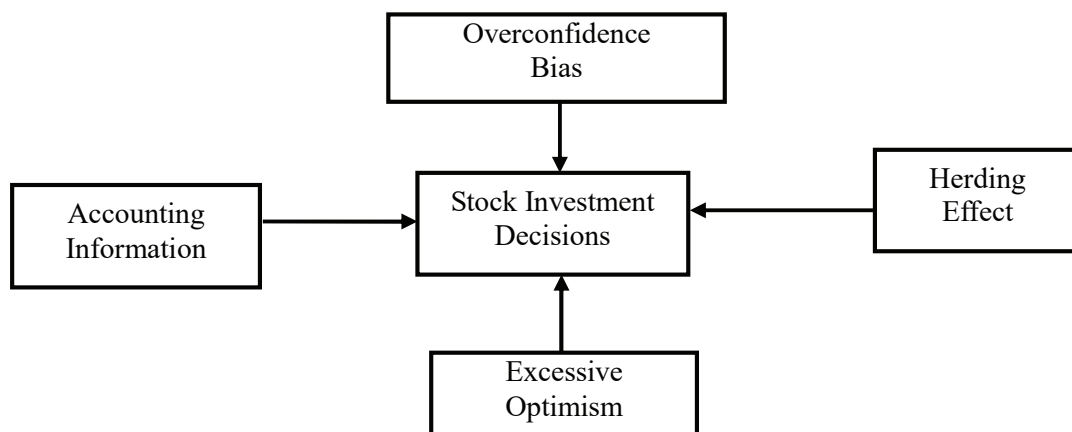 Overconfidence
Bias
Accounting
Information
Stock Investment
Decisions
Herding
Effect
Excessive
Optimism